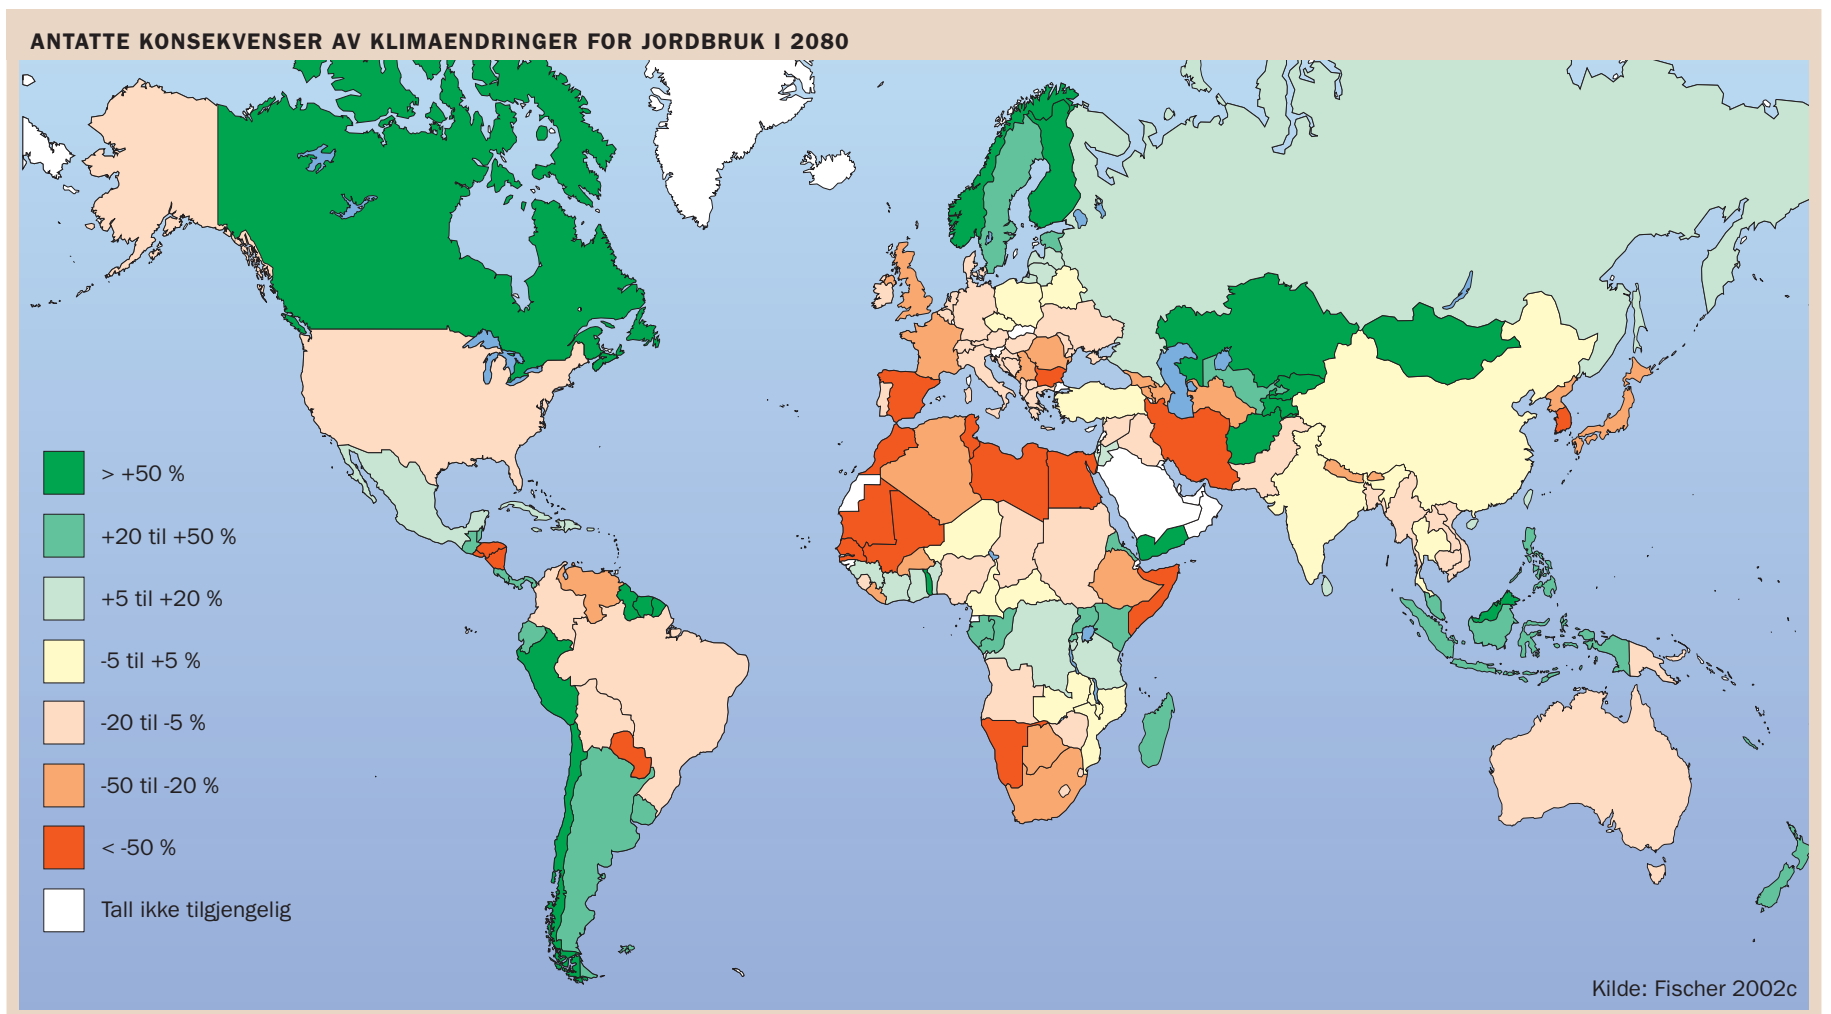 ANTATTE KONSEKVENSER AV KLIMAENDRINGER FOR JORDBRUK I 2080
> +50 %
+20 til +50 %
+5 til +20 %
-5 til +5 %
-20 til -5 %
-50 til -20 %
< -50 %
Tall ikke tilgjengelig
Kilde: Fischer 2002c